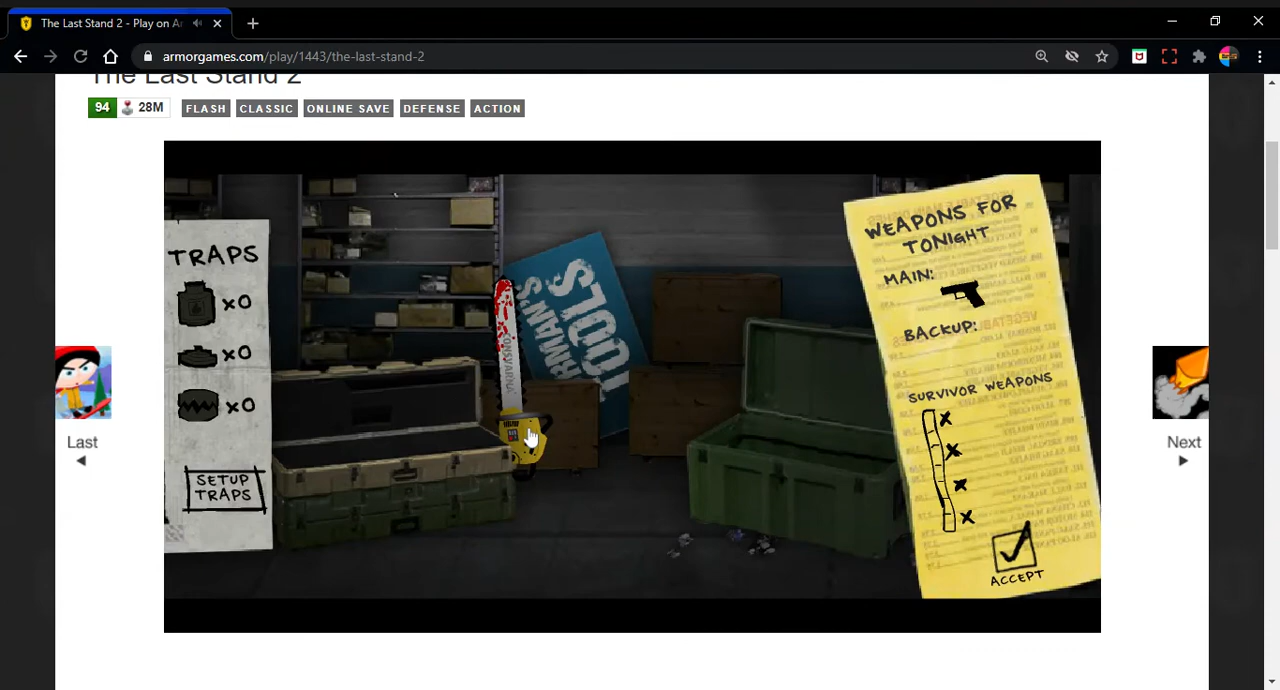 The Last Stand 2 - Play on Ar
armorgames.com/play/1443/the-last-stand-2
The Last Stand 2
94 28M FLASH CLASSIC ONLINE SAVE DEFENSE ACTION
TRAPS
x0
x0
x0
SETUP
TRAPS
TOOLS
WEAPONS FOR
TONIGHT
MAIN:
BACKUP:
SURVIVOR WEAPONS
ACCEPT
Last
Next